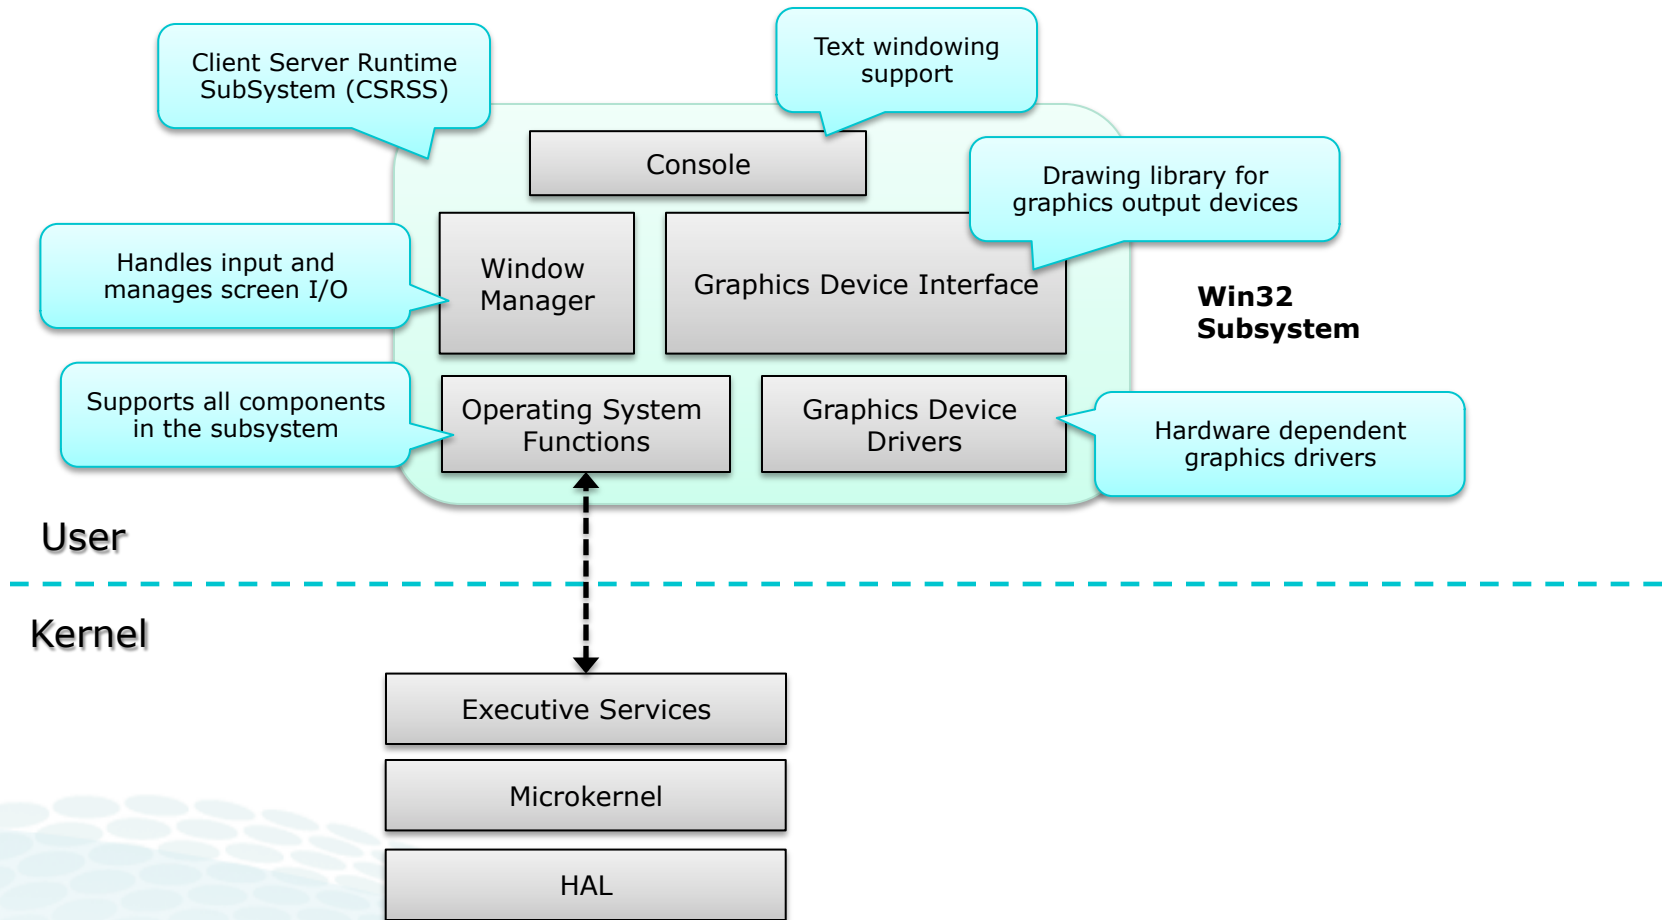 Client Server Runtime
SubSystem (CSRSS)
Text windowing
support
Console
Drawing library for
graphics output devices
Handles input and
manages screen I/O
Window
Manager
Graphics Device Interface
Win32
Subsystem
Supports all components
in the subsystem
Operating System
Functions
Graphics Device
Drivers
Hardware dependent
graphics drivers
User
Kernel
Executive Services
Microkernel
HAL